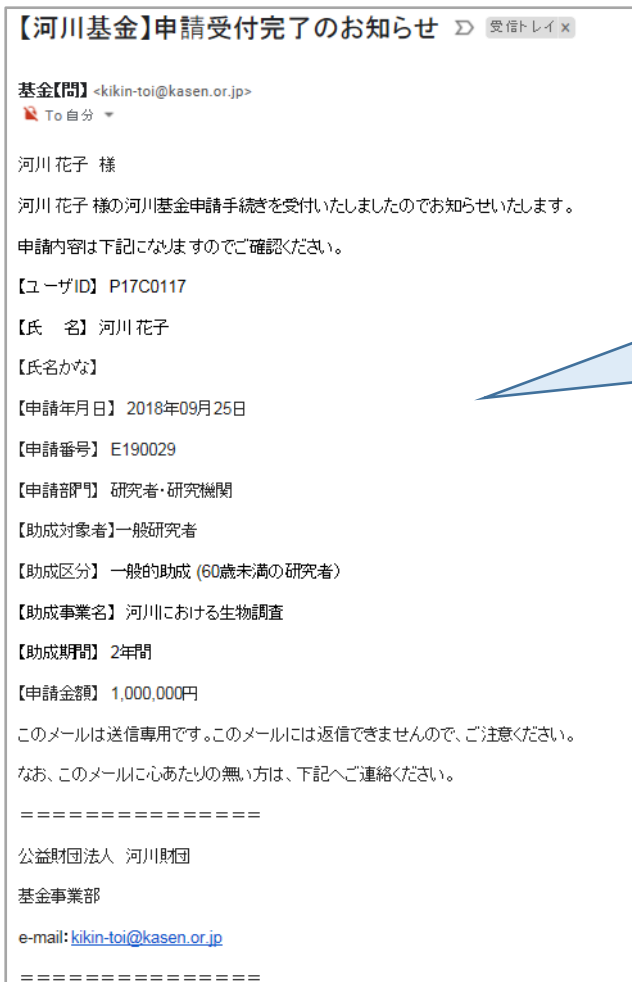 【河川基金】申請受付完了のお知らせ 受信トレイ x
基金【問】 <kikin-toi@kasen.or.jp>
To 自分
河川 花子 様
河川 花子 様の河川基金申請手続きを受付いたしましたのでお知らせいたします。
申請内容は下記になりますのでご確認ください。
【ユーザID】 P17C0117
【氏　名】 河川 花子
【氏名かな】
【申請年月日】 2018年09月25日
【申請番号】 E190029
【申請部門】 研究者・研究機関
【助成対象者】一般研究者
【助成区分】 一般的助成 (60歳未満の研究者)
【助成事業名】 河川における生物調査
【助成期間】 2年間
【申請金額】 1,000,000円
このメールは送信専用です。このメールには返信できませんので、ご注意ください。
なお、このメールに心あたりの無い方は、下記へご連絡ください。
===============
公益財団法人 河川財団
基金事業部
e-mail：kikin-toi@kasen.or.jp
===============